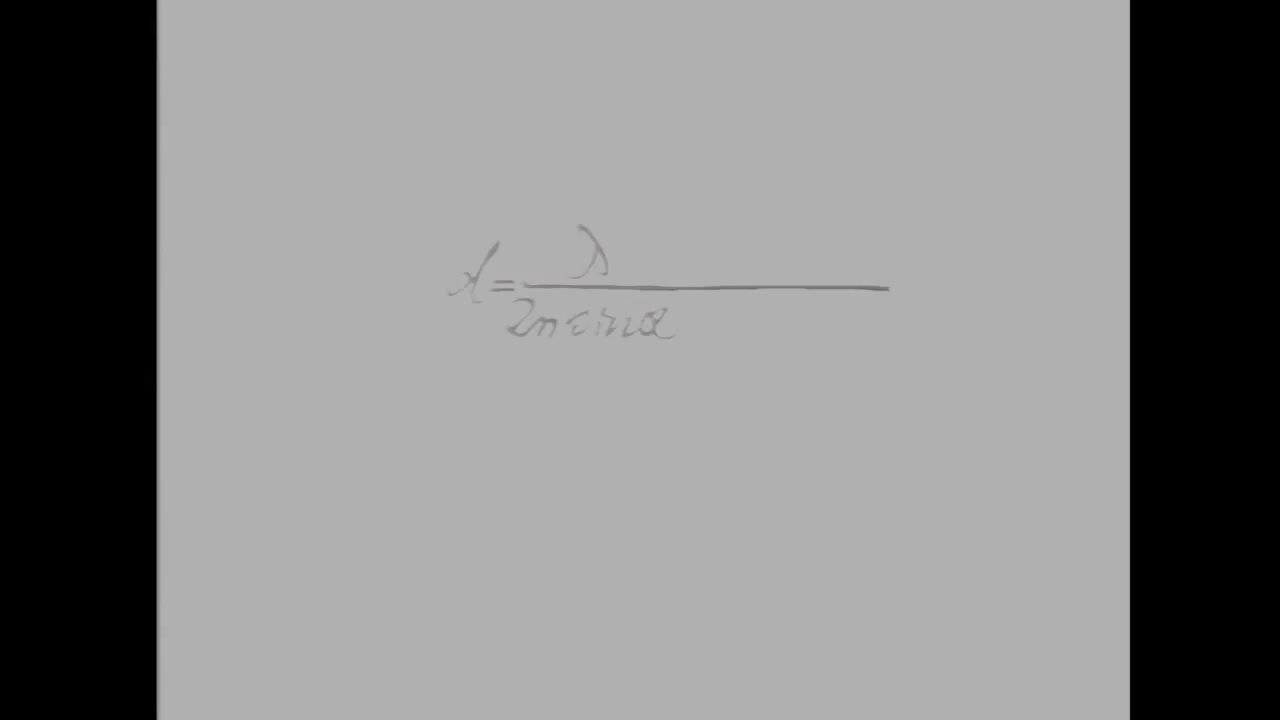 d = λ
2n sin α